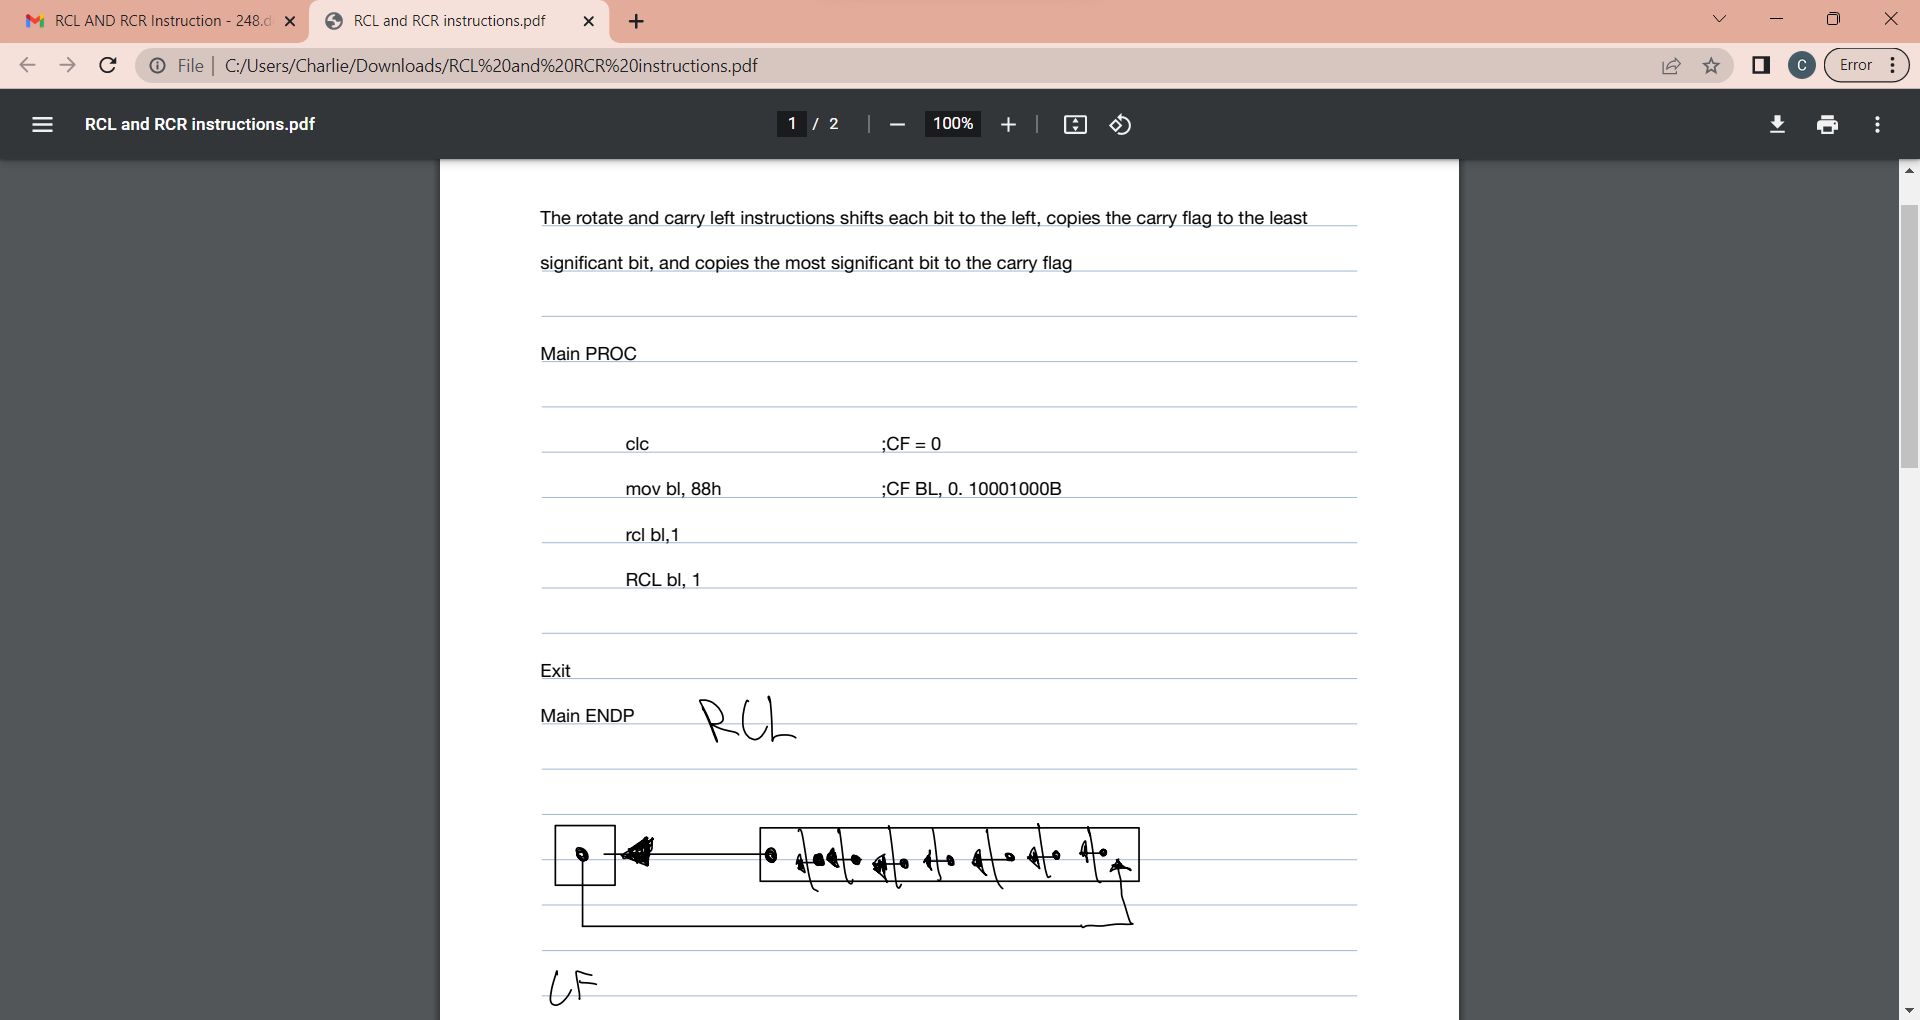 RCL AND RCR Instruction - 248.d
RCL and RCR instructions.pdf
File
C:/Users/Charlie/Downloads/RCL%20and%20RCR%20instructions.pdf
C
Error
RCL and RCR instructions.pdf
1 / 2
100%
The rotate and carry left instructions shifts each bit to the left, copies the carry flag to the least
significant bit, and copies the most significant bit to the carry flag
Main PROC
clc ;CF = 0
mov bl, 88h ;CF BL, 0. 10001000B
rcl bl,1
RCL bl, 1
Exit
Main ENDP RCL
CF